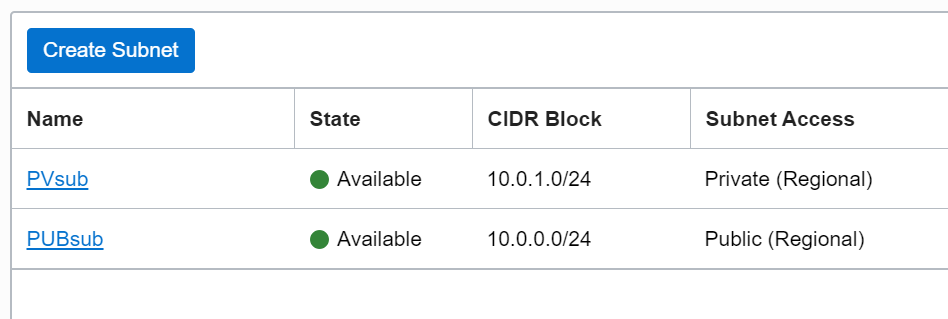 Create Subnet
Name State CIDR Block Subnet Access
PVsub Available 10.0.1.0/24 Private (Regional)
PUBsub Available 10.0.0.0/24 Public (Regional)